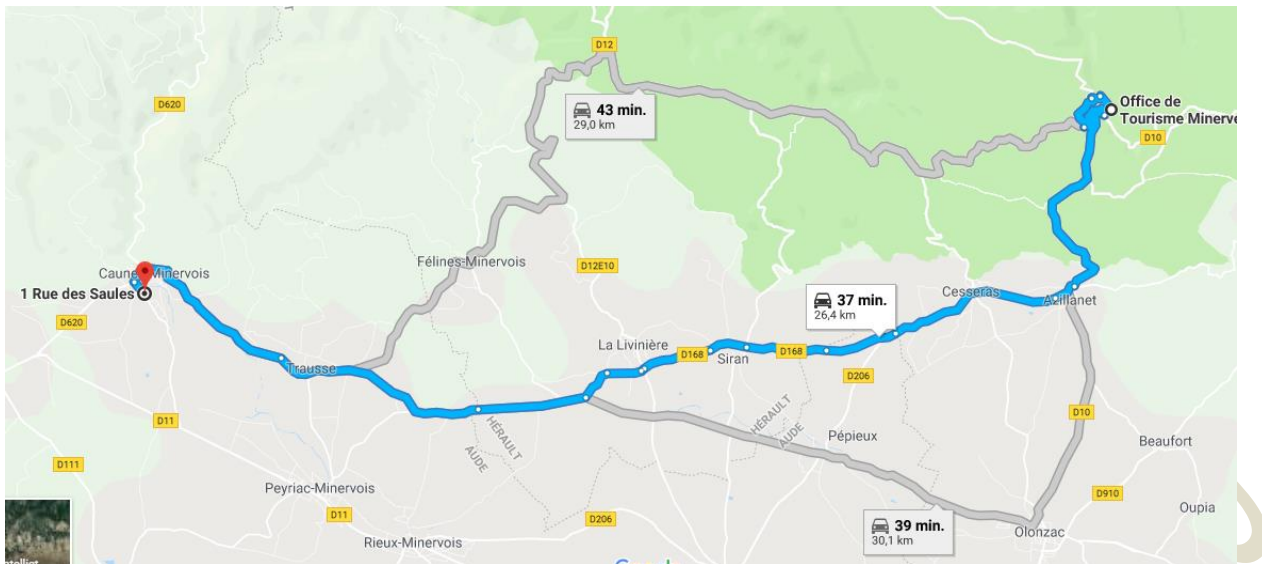 D12
D620
43 min.
29,0 km
Office de
Tourisme Minerve
D10
Félines-Minervois
D12E10
1 Rue des Saules
Cesseras
Azillanet
37 min.
26,4 km
D620
La Livinière
D168
Siran
D168
Trausse
D206
D11
HÉRAULT
AUDE
HÉRAULT
AUDE
Pépieux
D10
Beaufort
D111
Peyriac-Minervois
D910
Oupia
D11
D206
39 min.
30,1 km
Olonzac
Rieux-Minervois